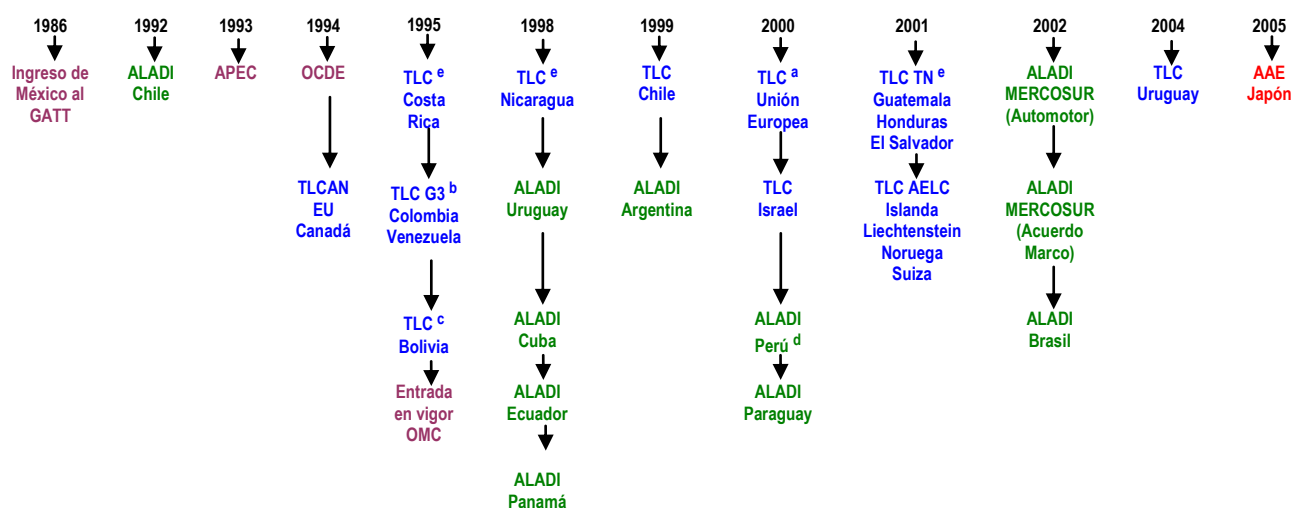 1986
Ingreso de
México al
GATT
1992
ALADI
Chile
1993
APEC
1994
OCDE
TLCAN
EU
Canadá
1995
TLC e
Costa
Rica
TLC G3 b
Colombia
Venezuela
TLC c
Bolivia
Entrada
en vigor
OMC
1998
TLC e
Nicaragua
ALADI
Uruguay
ALADI
Cuba
ALADI
Ecuador
ALADI
Panamá
1999
TLC
Chile
ALADI
Argentina
2000
TLC a
Unión
Europea
TLC
Israel
ALADI
Perú d
ALADI
Paraguay
2001
TLC TN e
Guatemala
Honduras
El Salvador
TLC AELC
Islanda
Liechtenstein
Noruega
Suiza
2002
ALADI
MERCOSUR
(Automotor)
ALADI
MERCOSUR
(Acuerdo
Marco)
ALADI
Brasil
2004
TLC
Uruguay
2005
AAE
Japón